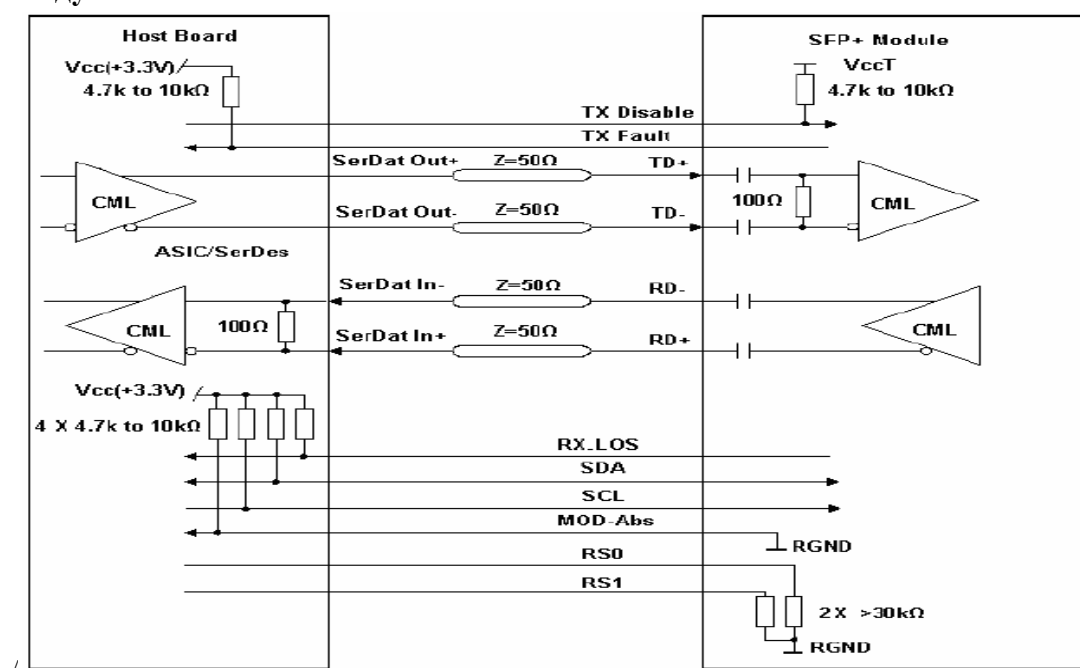 Host Board
SFP+ Module
Vcc(+3.3V)
VccT
4.7k to 10kΩ
4.7k to 10kΩ
TX Disable
TX Fault
SerDat Out+
Z=50Ω
TD+
CML
100Ω
CML
SerDat Out-
Z=50Ω
TD-
ASIC/SerDes
SerDat In-
Z=50Ω
RD-
CML
100Ω
SerDat In+
Z=50Ω
RD+
CML
Vcc(+3.3V)
4 X 4.7k to 10kΩ
RX_LOS
SDA
SCL
MOD-Abs
RGND
RS0
RS1
2X >30kΩ
RGND